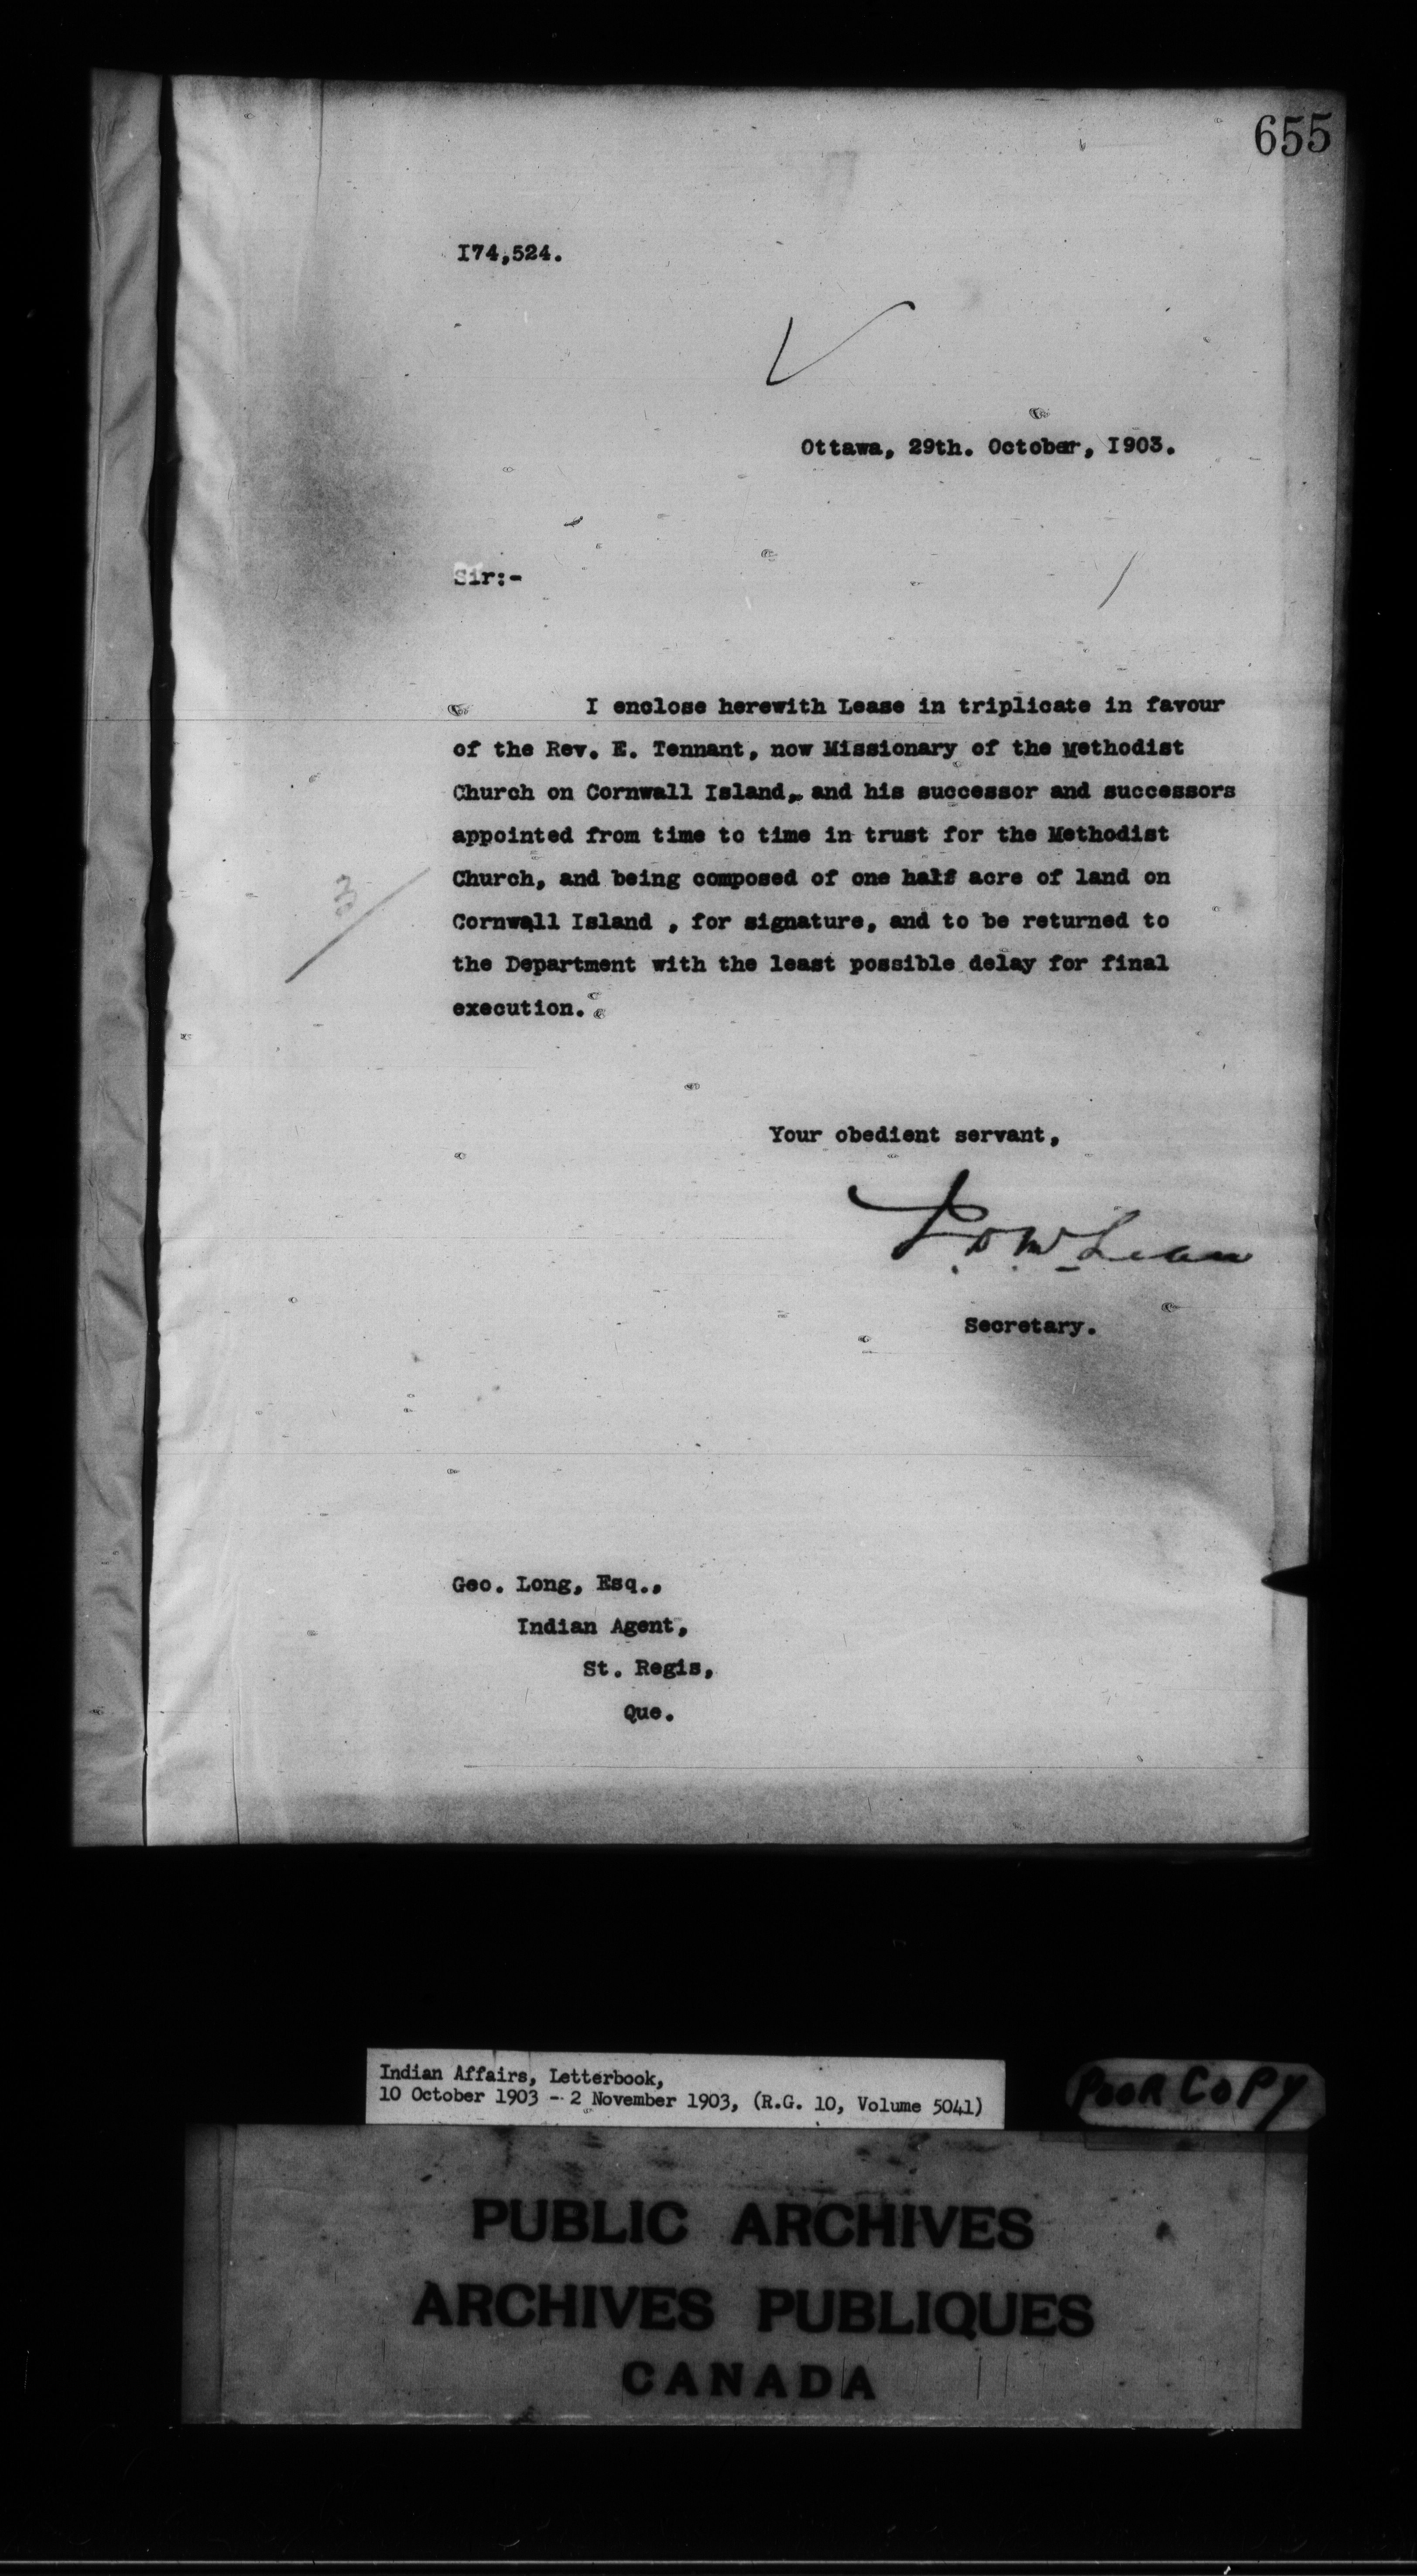 655
I74,524.
Ottawa, 29th. October, I903.
Sir:-
I enclose herewith Lease in triplicate in favour
of the Rev. E. Tennant, now Missionary of the Methodist
Church on Cornwall Island, and his successor and successors
appointed from time to time in trust for the Methodist
Church, and being composed of one half acre of land on
3
Cornwall Island , for signature, and to be returned to
the Department with the least possible delay for final
execution.
Your obedient servant,
J. D. McLean
Secretary.
Geo. Long, Esq.,
Indian Agent,
St. Regis,
Que.
Indian Affairs, Letterbook,
10 October 1903 - 2 November 1903, (R.G. 10, Volume 5041)
POOR COPY
PUBLIC ARCHIVES
ARCHIVES PUBLIQUES
CANADA